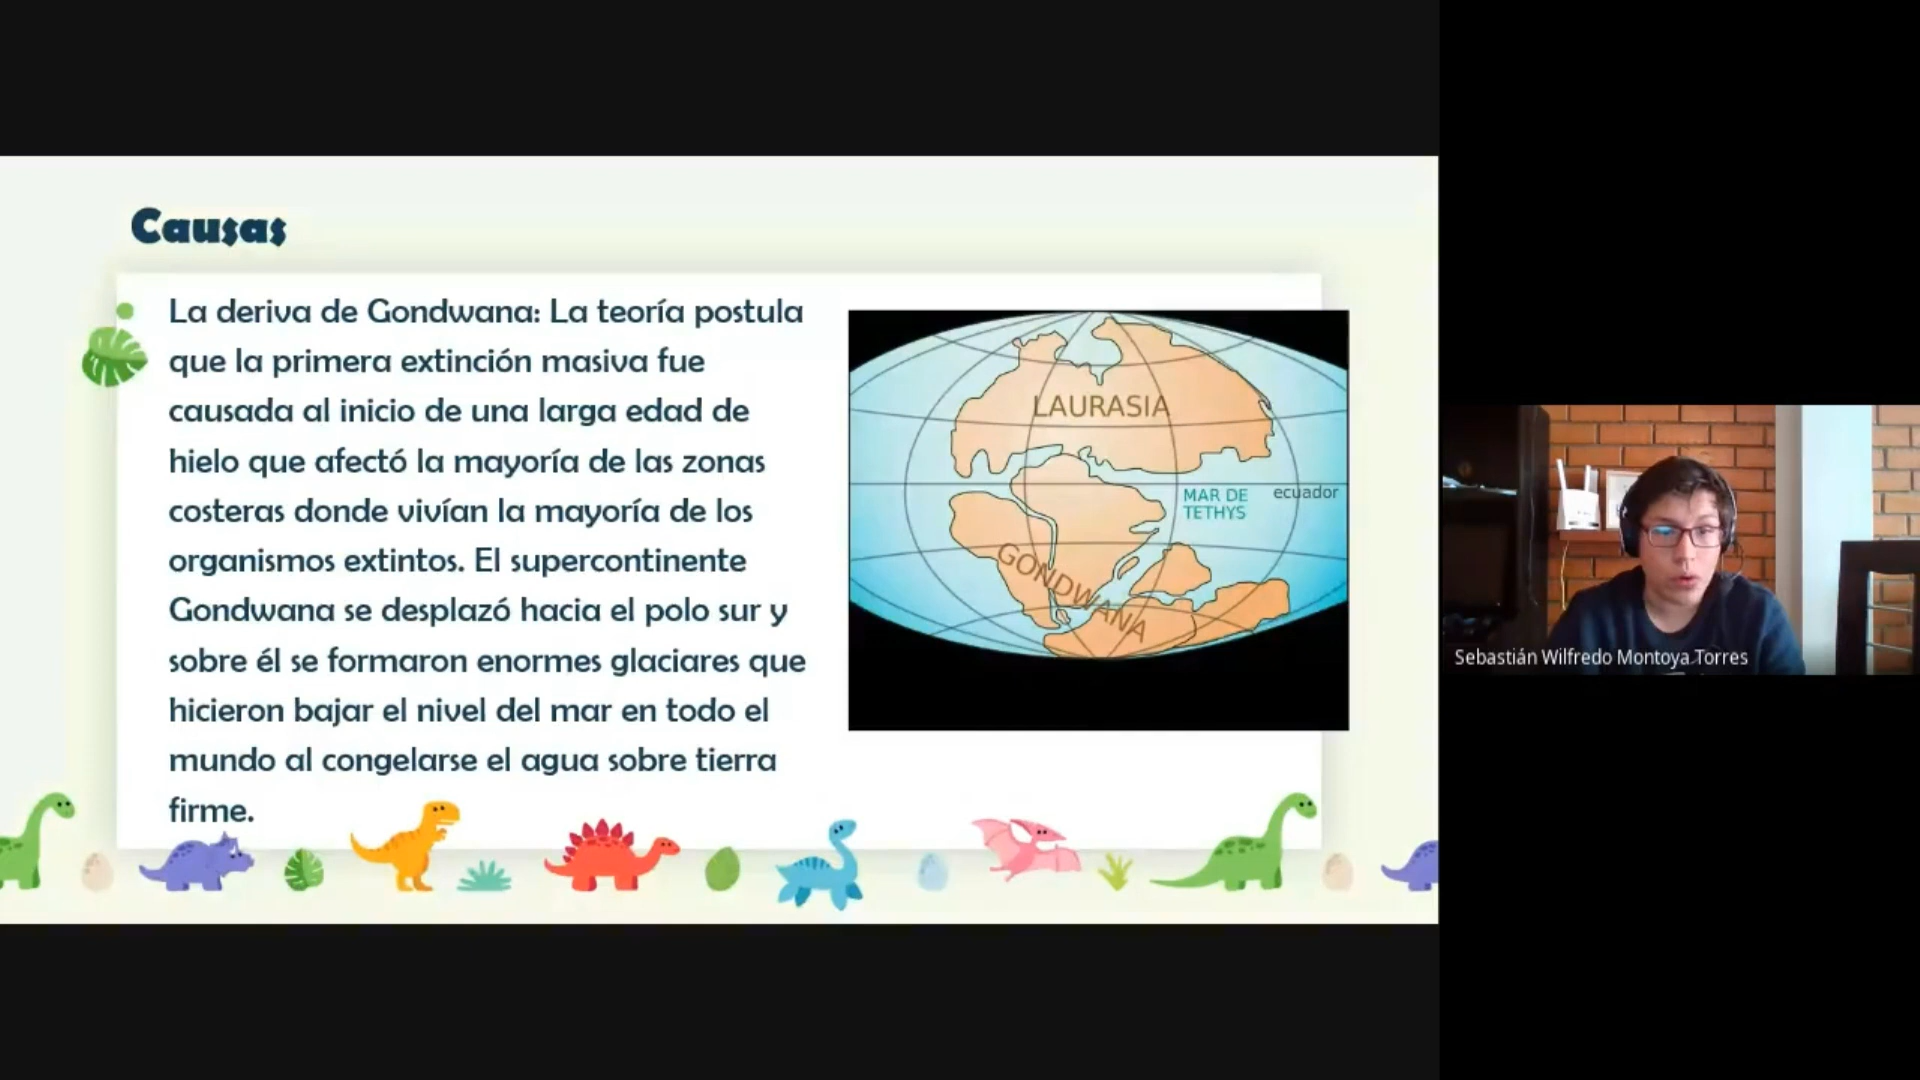 Causas
La deriva de Gondwana: La teoría postula
que la primera extinción masiva fue
causada al inicio de una larga edad de
hielo que afectó la mayoría de las zonas
costeras donde vivían la mayoría de los
organismos extintos. El supercontinente
Gondwana se desplazó hacia el polo sur y
sobre él se formaron enormes glaciares que
hicieron bajar el nivel del mar en todo el
mundo al congelarse el agua sobre tierra
firme.
LAURASIA
MAR DE
TETHYS
ecuador
GONDWANA
Sebastián Wilfredo Montoya Torres